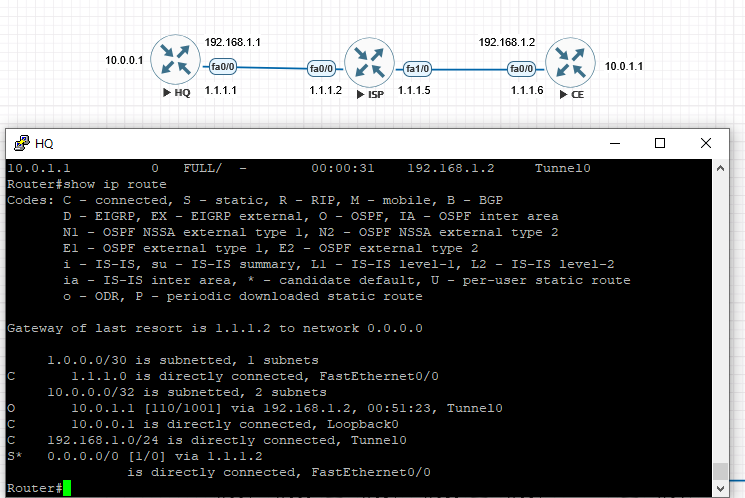 192.168.1.1
192.168.1.2
10.0.0.1
fa0/0
fa0/0
fa1/0
fa0/0
10.0.1.1
HQ
1.1.1.1
1.1.1.2
ISP
1.1.1.5
1.1.1.6
CE
HQ
10.0.1.1 0 FULL/ - 00:00:31 192.168.1.2 Tunnel0
Router#show ip route
Codes: C - connected, S - static, R - RIP, M - mobile, B - BGP
D - EIGRP, EX - EIGRP external, O - OSPF, IA - OSPF inter area
N1 - OSPF NSSA external type 1, N2 - OSPF NSSA external type 2
E1 - OSPF external type 1, E2 - OSPF external type 2
i - IS-IS, su - IS-IS summary, L1 - IS-IS level-1, L2 - IS-IS level-2
ia - IS-IS inter area, * - candidate default, U - per-user static route
o - ODR, P - periodic downloaded static route
Gateway of last resort is 1.1.1.2 to network 0.0.0.0
1.0.0.0/30 is subnetted, 1 subnets
C 1.1.1.0 is directly connected, FastEthernet0/0
10.0.0.0/32 is subnetted, 2 subnets
O 10.0.1.1 [110/1001] via 192.168.1.2, 00:51:23, Tunnel0
C 10.0.0.1 is directly connected, Loopback0
C 192.168.1.0/24 is directly connected, Tunnel0
S* 0.0.0.0/0 [1/0] via 1.1.1.2
is directly connected, FastEthernet0/0
Router#